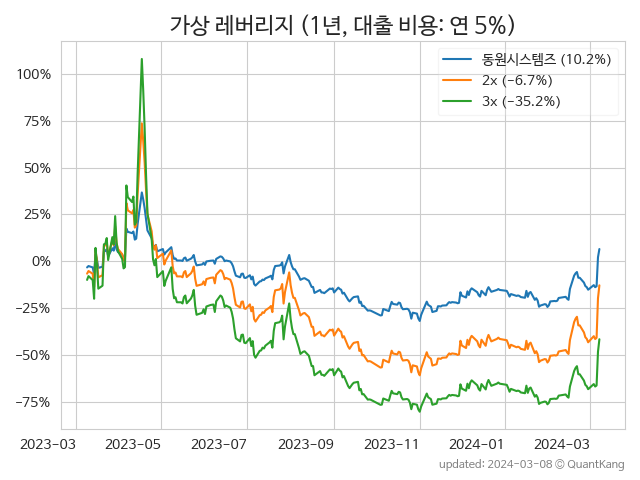 가상 레버리지 (1년, 대출 비용: 연 5%)
동원시스템즈 (10.2%)
2x (−6.7%)
3x (−35.2%)
100%
75%
50%
25%
0%
−25%
−50%
−75%
2023-03 2023-05 2023-07 2023-09 2023-11 2024-01 2024-03
updated: 2024-03-08 © QuantKang